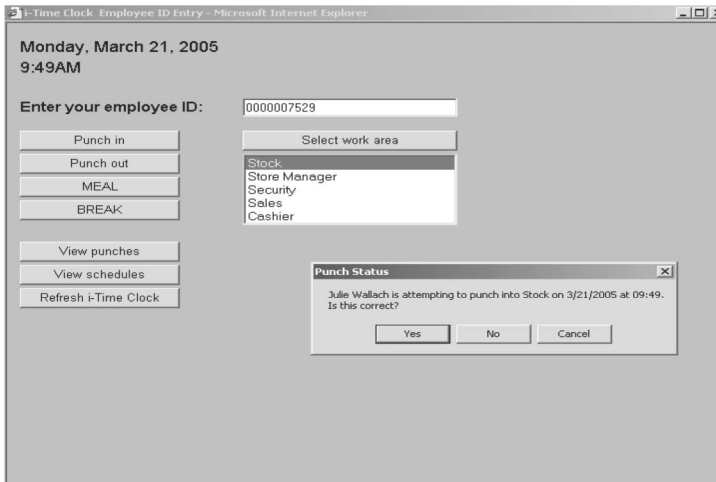 i-Time Clock Employee ID Entry - Microsoft Internet Explorer
Monday, March 21, 2005
9:49AM
Enter your employee ID:
0000007529
Punch in
Select work area
Punch out
Stock
MEAL
Store Manager
Security
BREAK
Sales
Cashier
View punches
View schedules
Refresh i-Time Clock
Punch Status
Julie Wallach is attempting to punch into Stock on 3/21/2005 at 09:49.
Is this correct?
Yes
No
Cancel